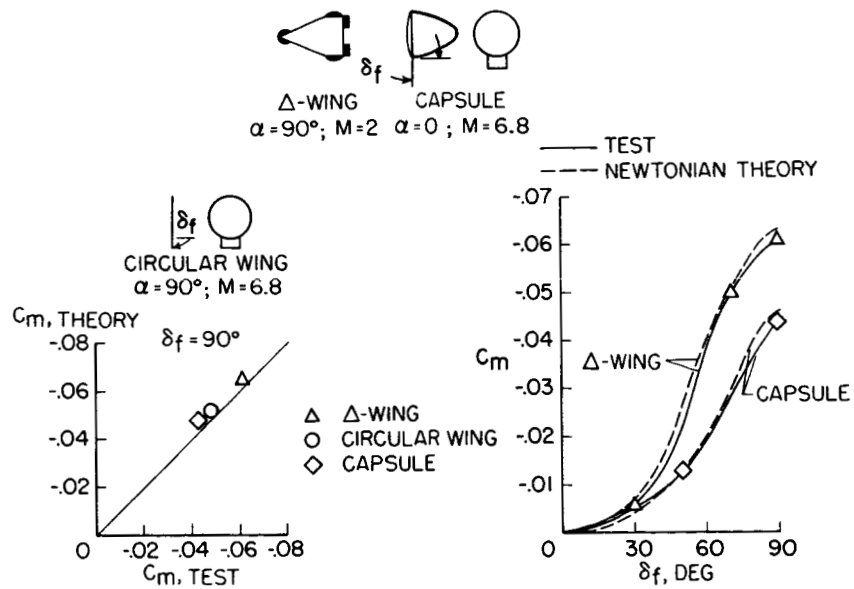 δf
Δ-WING CAPSULE
α=90°; M=2 α=0; M=6.8
TEST
NEWTONIAN THEORY
δf
CIRCULAR WING
α=90°; M=6.8
Cm, THEORY
δf=90°
-.08
-.06
-.04
-.02
0 -.02 -.04 -.06 -.08
Cm, TEST
Δ Δ-WING
○ CIRCULAR WING
◇ CAPSULE
-.07
-.06
-.05
-.04
Cm
Δ-WING
-.03
CAPSULE
-.02
-.01
0 30 60 90
δf, DEG